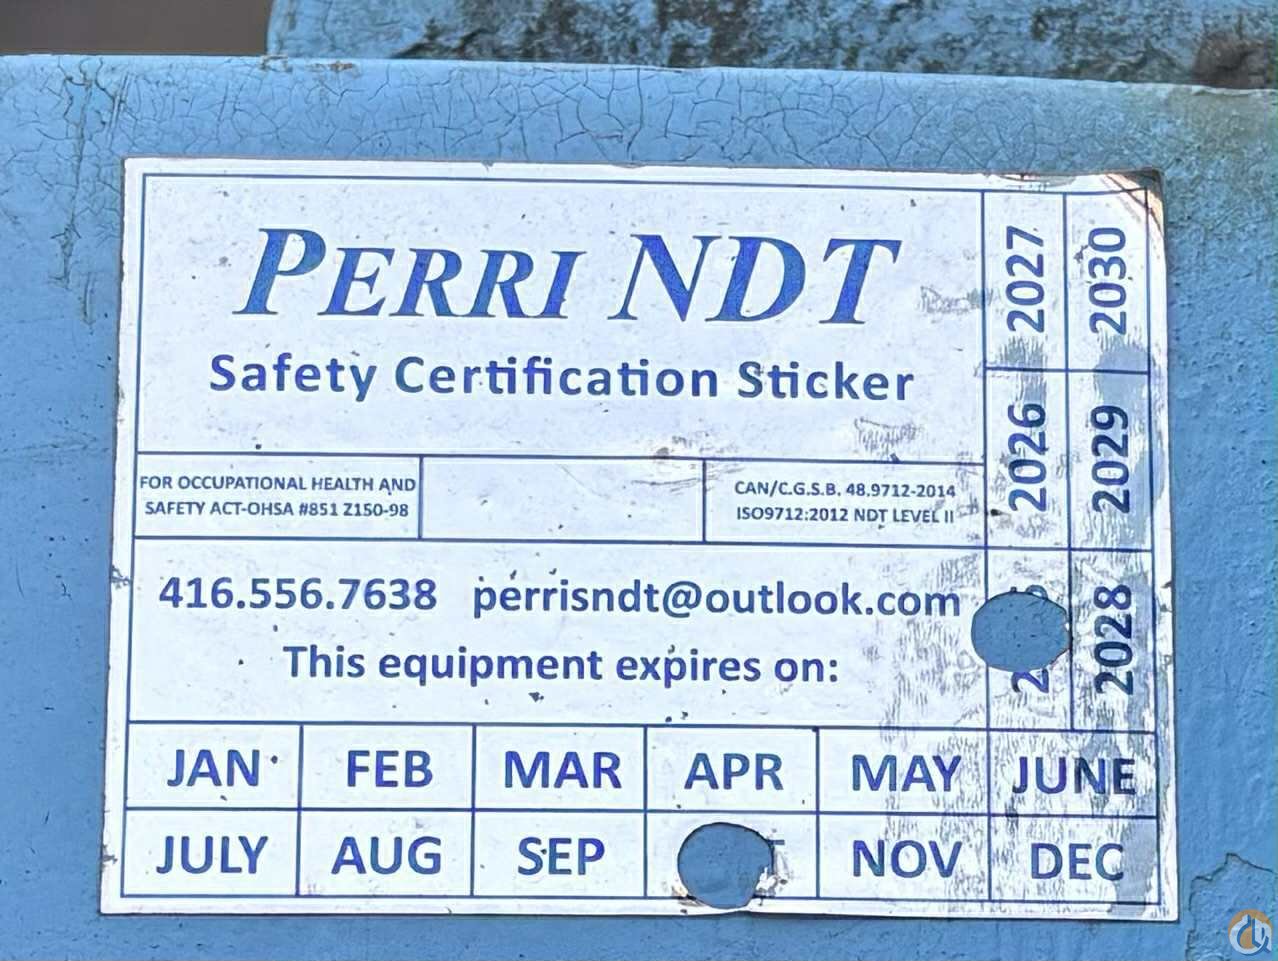 PERRI NDT
Safety Certification Sticker
FOR OCCUPATIONAL HEALTH AND
SAFETY ACT-OHSA #851 Z150-98
CAN/C.G.S.B. 48.9712-2014
ISO9712:2012 NDT LEVEL II
416.556.7638 perrisndt@outlook.com
This equipment expires on:
2027 2030
2026 2029
2028
JAN FEB MAR APR MAY JUNE
JULY AUG SEP NOV DEC